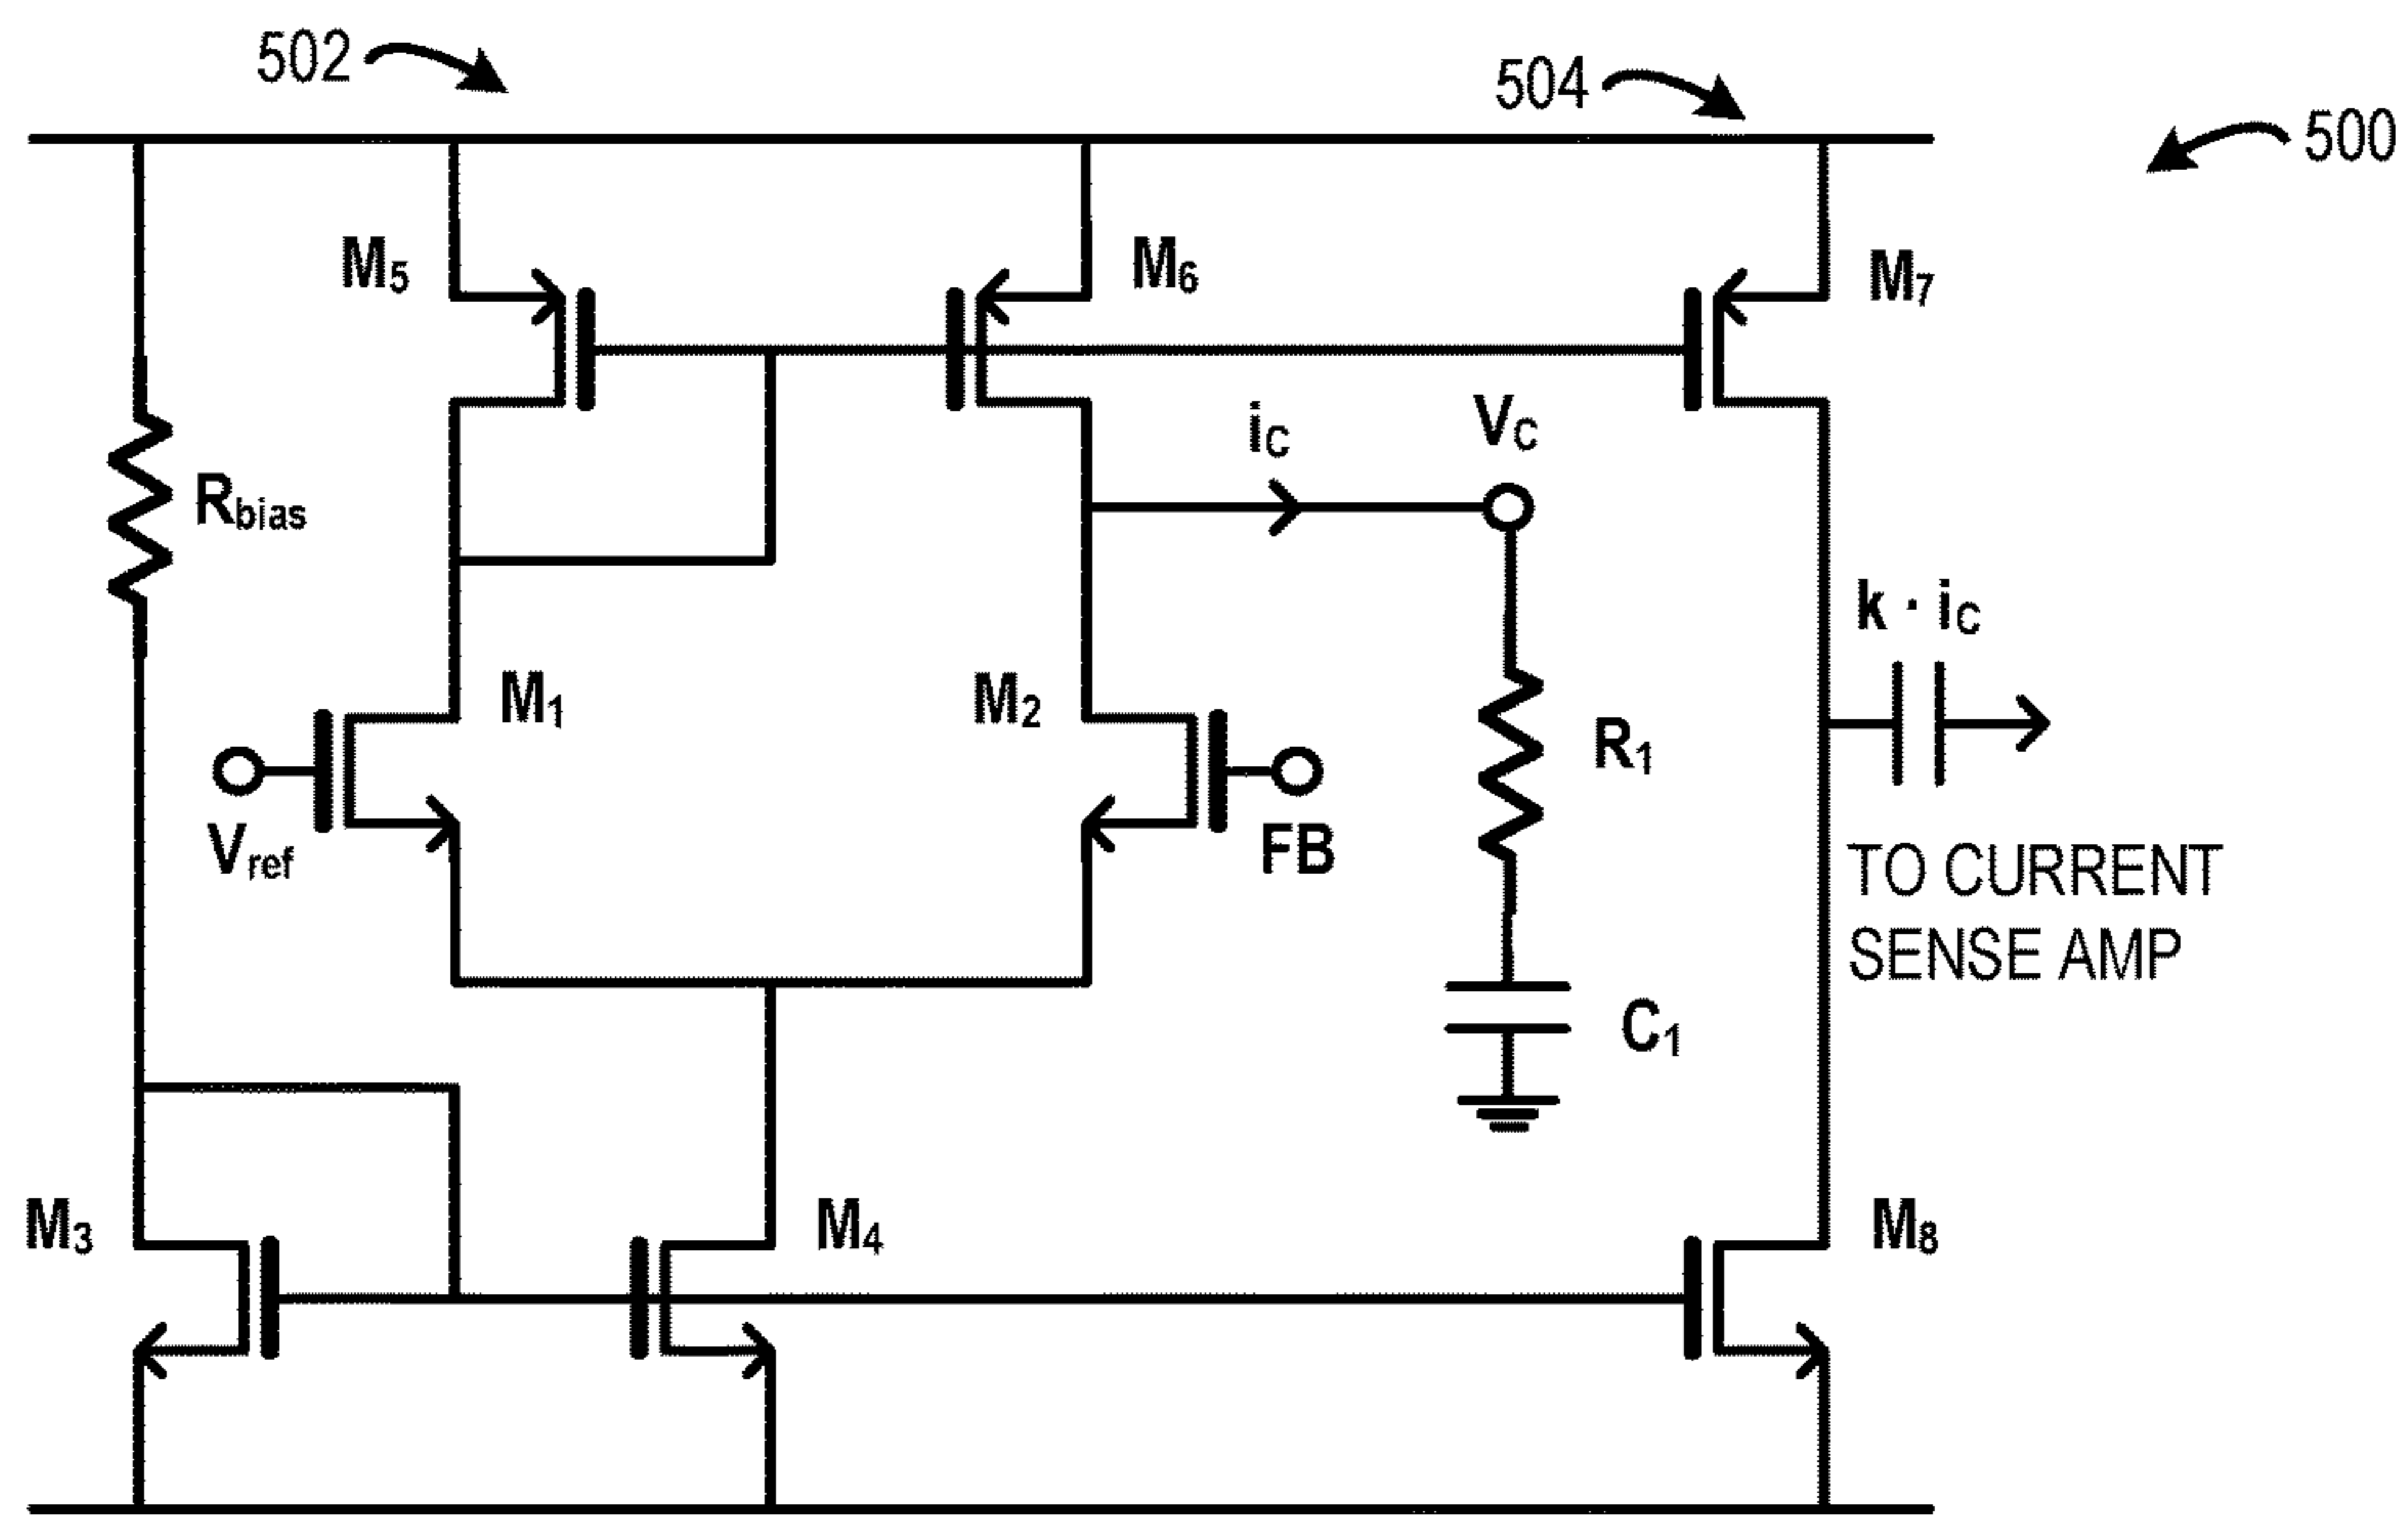 502
504
500
M5
M6
M7
iC
VC
Rbias
k · iC
M1
M2
R1
Vref
FB
TO CURRENT
SENSE AMP
C1
M3
M4
M8